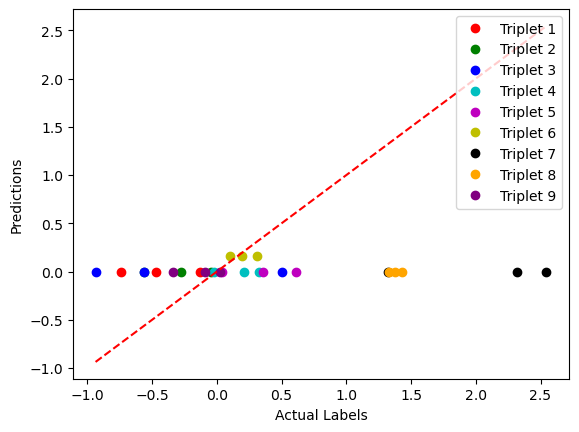 2.5
2.0
1.5
1.0
0.5
0.0
−0.5
−1.0
Predictions
Triplet 1
Triplet 2
Triplet 3
Triplet 4
Triplet 5
Triplet 6
Triplet 7
Triplet 8
Triplet 9
−1.0 −0.5 0.0 0.5 1.0 1.5 2.0 2.5
Actual Labels